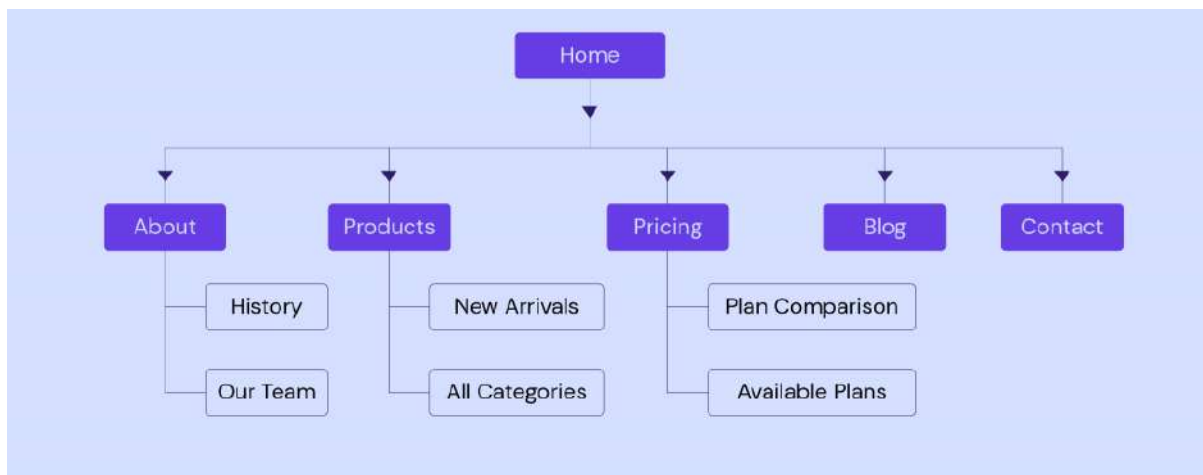 Home
About
Products
Pricing
Blog
Contact
History
New Arrivals
Plan Comparison
Our Team
All Categories
Available Plans